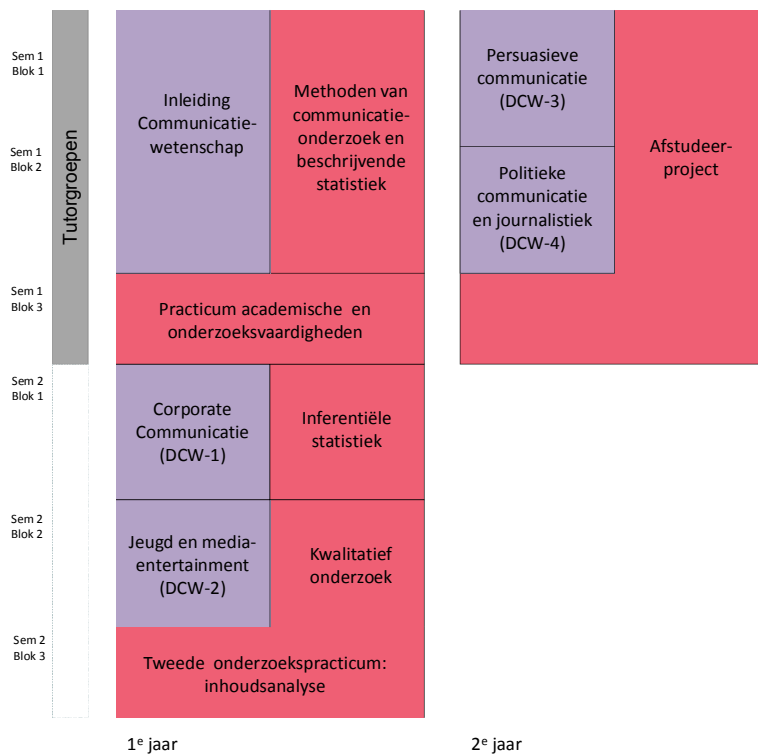 Sem 1
Blok 1
Sem 1
Blok 2
Sem 1
Blok 3
Sem 2
Blok 1
Sem 2
Blok 2
Sem 2
Blok 3
Tutorgroepen
Inleiding
Communicatie-
wetenschap
Methoden van
communicatie-
onderzoek en
beschrijvende
statistiek
Practicum academische en
onderzoeksvaardigheden
Corporate
Communicatie
(DCW-1)
Inferentiële
statistiek
Jeugd en media-
entertainment
(DCW-2)
Kwalitatief
onderzoek
Tweede onderzoekspracticum:
inhoudsanalyse
1e jaar
Persuasieve
communicatie
(DCW-3)
Politieke
communicatie
en journalistiek
(DCW-4)
Afstudeer-
project
2e jaar